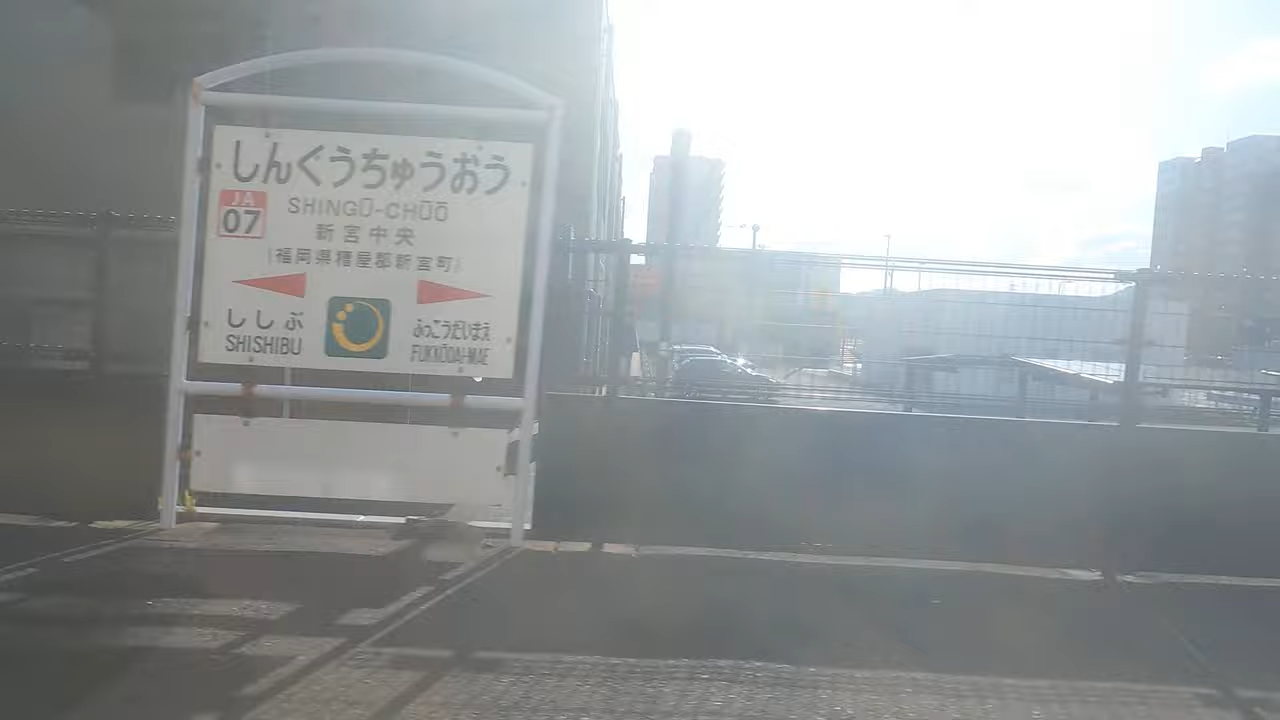 しんぐうちゅうおう
JA
07
SHINGŪ-CHŪŌ
新宮中央
(福岡県糟屋郡新宮町)
ししぶ
SHISHIBU
ふっこうだいまえ
FUKKŌDAI-MAE